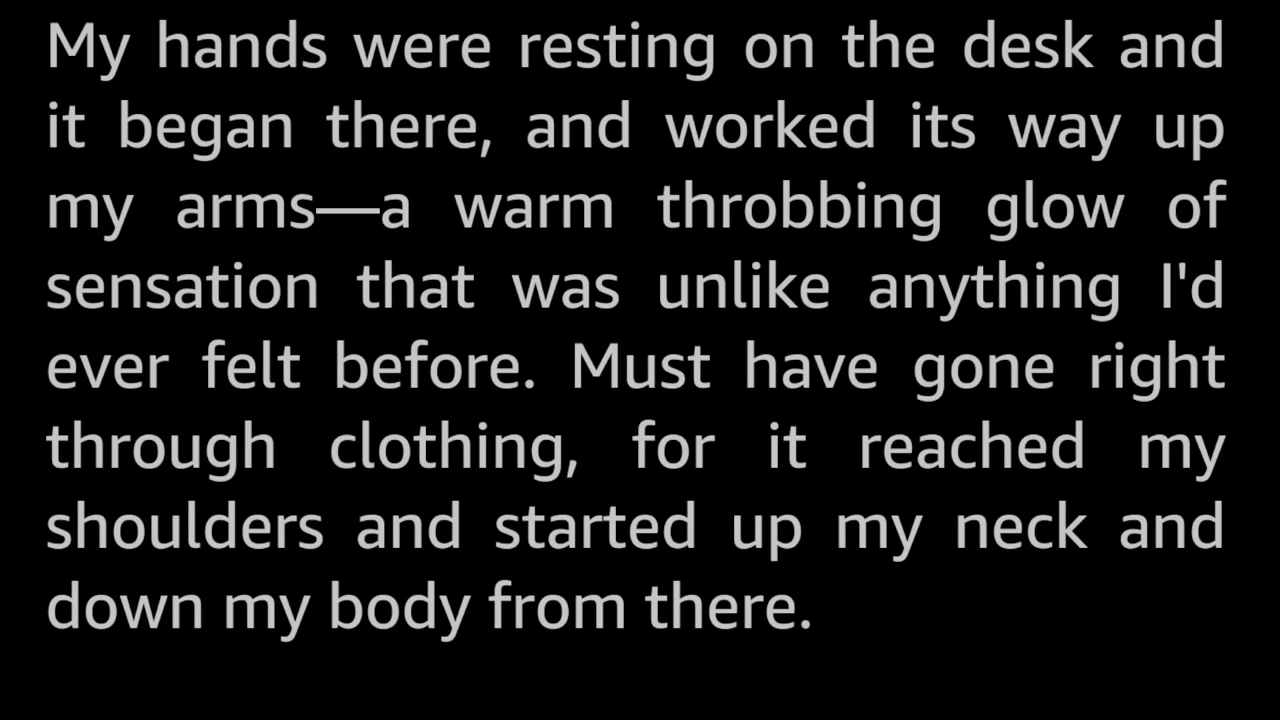 My hands were resting on the desk and
it began there, and worked its way up
my arms—a warm throbbing glow of
sensation that was unlike anything I'd
ever felt before. Must have gone right
through clothing, for it reached my
shoulders and started up my neck and
down my body from there.